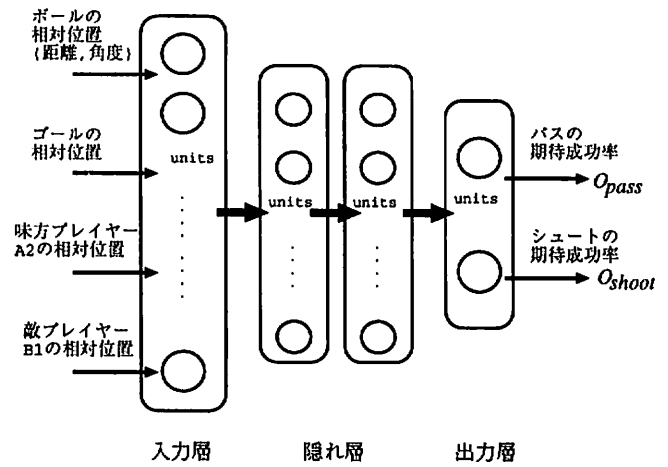 ボールの
相対位置
(距離,角度)
ゴールの
相対位置
味方プレイヤー
A2の相対位置
敵プレイヤー
B1の相対位置
units
units
units
units
パスの
期待成功率
Opass
シュートの
期待成功率
Oshoot
入力層
隠れ層
出力層